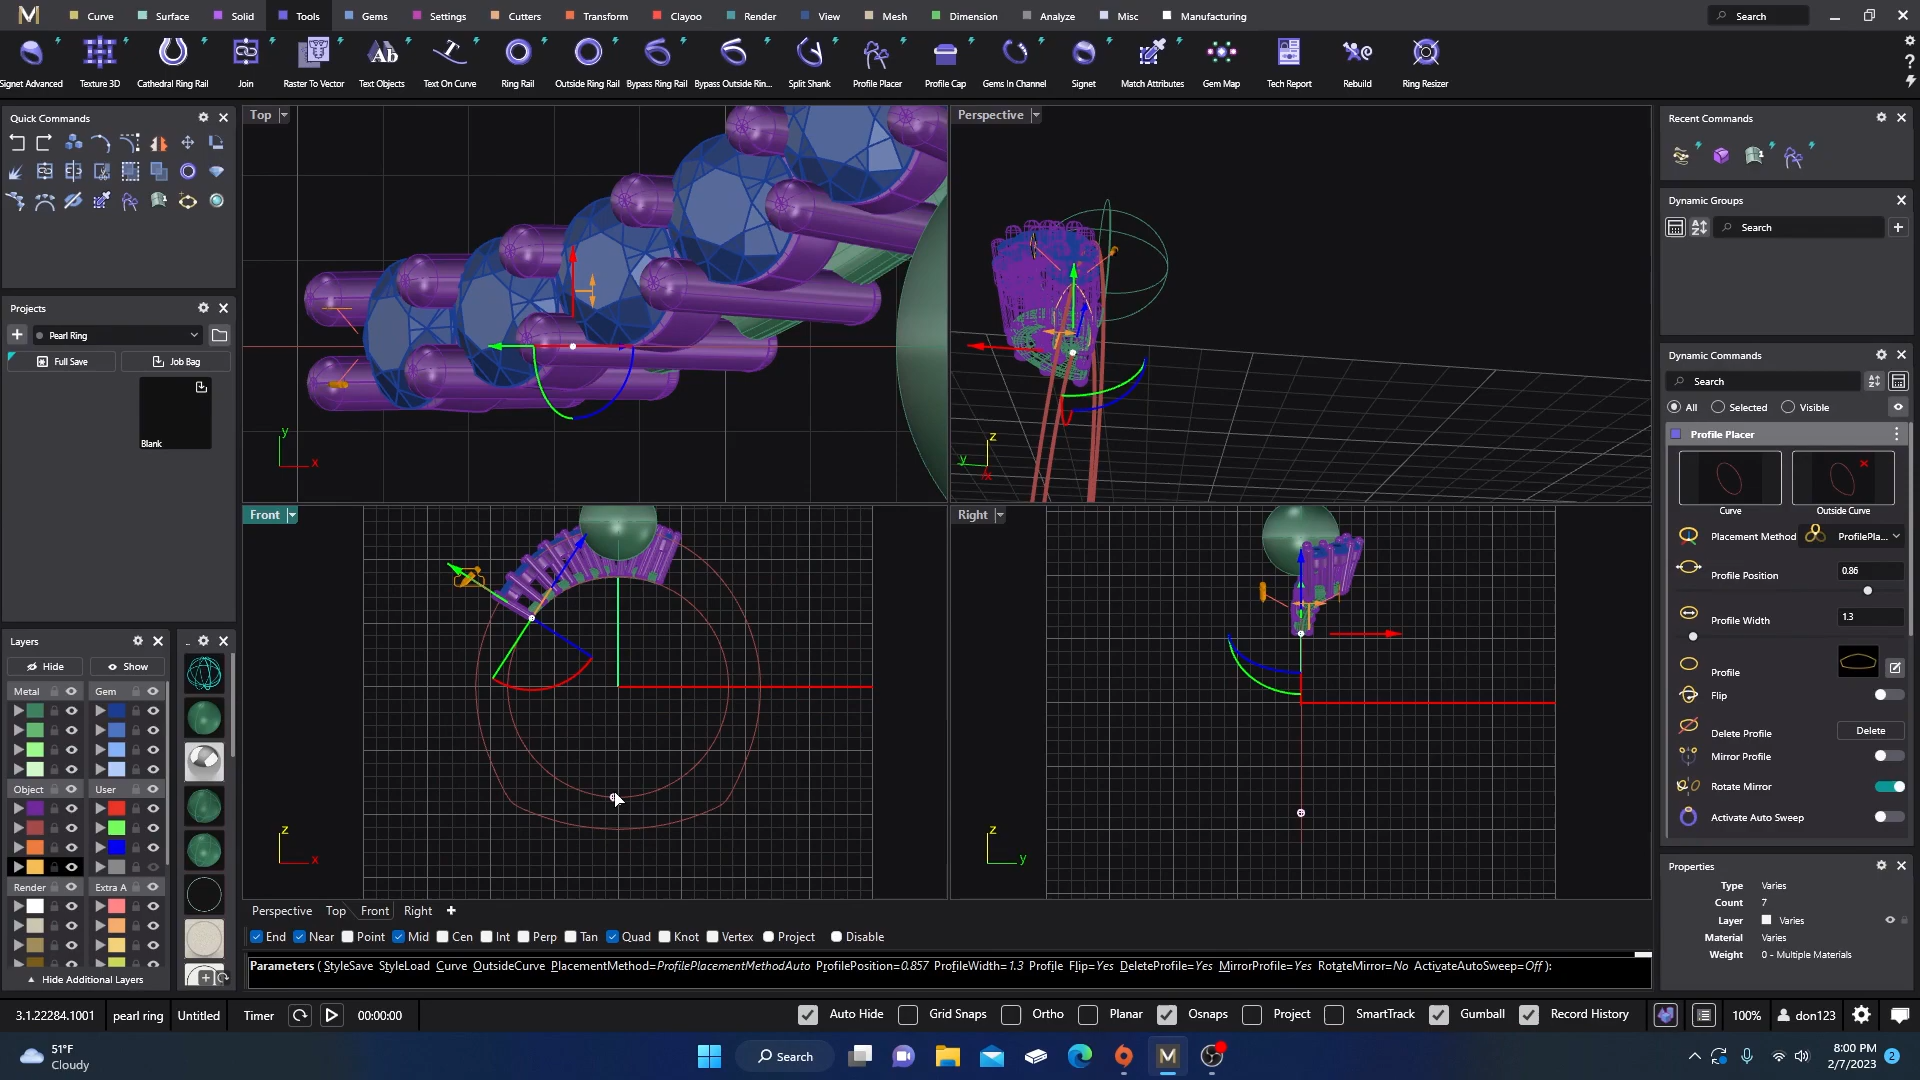 Curve Surface Solid Tools Gems Settings Cutters Transform Clayoo Render View Mesh Dimension Analyze Misc Manufacturing Search
Signet Advanced Texture 3D Cathedral Ring Rail Join Raster To Vector Text Objects Text On Curve Ring Rail Outside Ring Rail Bypass Ring Rail Bypass Outside Rin... Split Shank Profile Placer Profile Cap Gems In Channel Signet Match Attributes Gem Map Tech Report Rebuild Ring Resizer
Quick Commands
Projects
Pearl Ring
Full Save Job Bag
Blank
Layers
Hide Show
Metal Gem
Object User
Render Extra A
Hide Additional Layers
Top
y
x
Perspective
z
y
x
Front
z
x
Right
z
y
Perspective Top Front Right
End Near Point Mid Cen Int Perp Tan Quad Knot Vertex Project Disable
Parameters ( StyleSave StyleLoad Curve OutsideCurve PlacementMethod=ProfilePlacementMethodAuto ProfilePosition=0.857 ProfileWidth=1.3 Profile Flip=Yes DeleteProfile=Yes MirrorProfile=Yes RotateMirror=No ActivateAutoSweep=Off ):
Recent Commands
Dynamic Groups
Search
Dynamic Commands
Search
All Selected Visible
Profile Placer
Curve Outside Curve
Placement Method ProfilePla...
Profile Position 0.86
Profile Width 1.3
Profile
Flip
Delete Profile Delete
Mirror Profile
Rotate Mirror
Activate Auto Sweep
Properties
Type Varies
Count 7
Layer Varies
Material Varies
Weight 0 - Multiple Materials
3.1.22284.1001 pearl ring Untitled Timer 00:00:00 Auto Hide Grid Snaps Ortho Planar Osnaps Project SmartTrack Gumball Record History 100% don123
51°F
Cloudy
Search
8:00 PM
2/7/2023
2